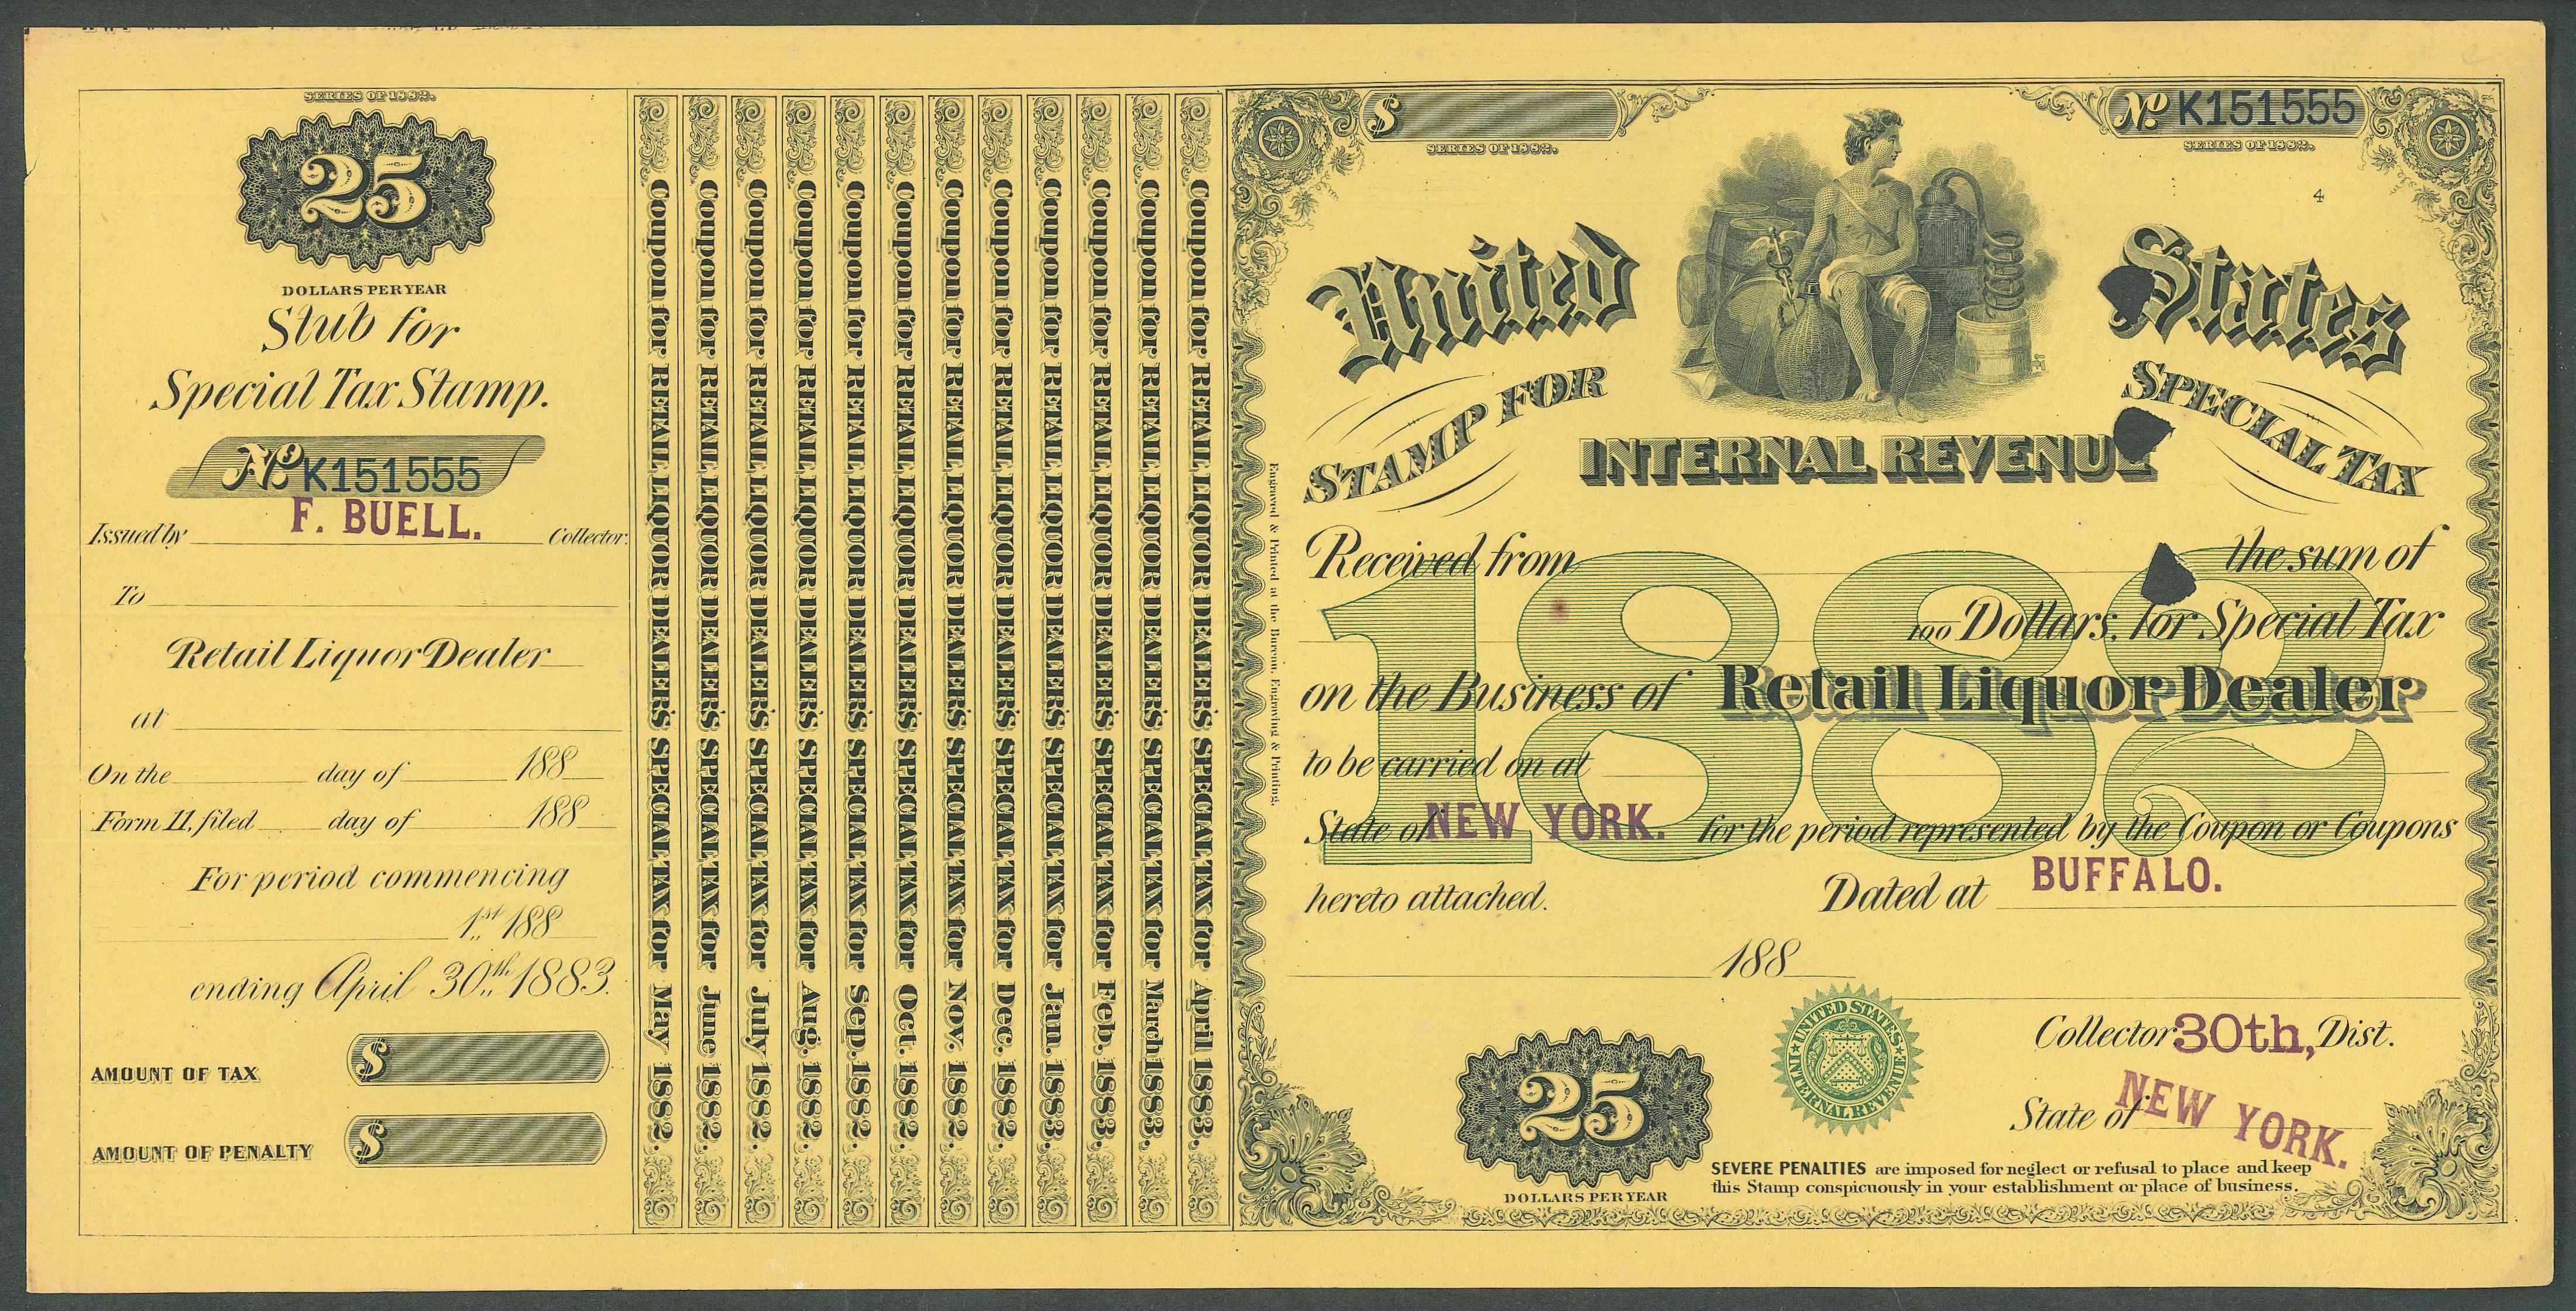 SERIES OF 1882.
25
DOLLARS PER YEAR
Stub for
Special Tax Stamp.
No. K151555
Issued by F. BUELL. Collector.
To
Retail Liquor Dealer
at
On the day of 188
Form 11, filed day of 188
For period commencing
1st 188
ending April 30th 1883.
AMOUNT OF TAX $
AMOUNT OF PENALTY $
Coupon for RETAIL LIQUOR DEALER'S SPECIAL TAX for May 1882.
Coupon for RETAIL LIQUOR DEALER'S SPECIAL TAX for June 1882.
Coupon for RETAIL LIQUOR DEALER'S SPECIAL TAX for July 1882.
Coupon for RETAIL LIQUOR DEALER'S SPECIAL TAX for Aug. 1882.
Coupon for RETAIL LIQUOR DEALER'S SPECIAL TAX for Sep. 1882.
Coupon for RETAIL LIQUOR DEALER'S SPECIAL TAX for Oct. 1882.
Coupon for RETAIL LIQUOR DEALER'S SPECIAL TAX for Nov. 1882.
Coupon for RETAIL LIQUOR DEALER'S SPECIAL TAX for Dec. 1882.
Coupon for RETAIL LIQUOR DEALER'S SPECIAL TAX for Jan. 1883.
Coupon for RETAIL LIQUOR DEALER'S SPECIAL TAX for Feb. 1883.
Coupon for RETAIL LIQUOR DEALER'S SPECIAL TAX for March 1883.
Coupon for RETAIL LIQUOR DEALER'S SPECIAL TAX for April 1883.
Engraved & Printed at the Bureau, Engraving & Printing.
$
SERIES OF 1882.
No. K151555
SERIES OF 1882.
4
United States
STAMP FOR SPECIAL TAX
INTERNAL REVENUE
1882
Received from the sum of
100 Dollars, for Special Tax
on the Business of Retail Liquor Dealer
to be carried on at
State of NEW YORK. for the period represented by the Coupon or Coupons
hereto attached. Dated at BUFFALO.
188
UNITED STATES INTERNAL REVENUE
Collector 30th, Dist.
State of NEW YORK.
25
DOLLARS PER YEAR
SEVERE PENALTIES are imposed for neglect or refusal to place and keep
this Stamp conspicuously in your establishment or place of business.